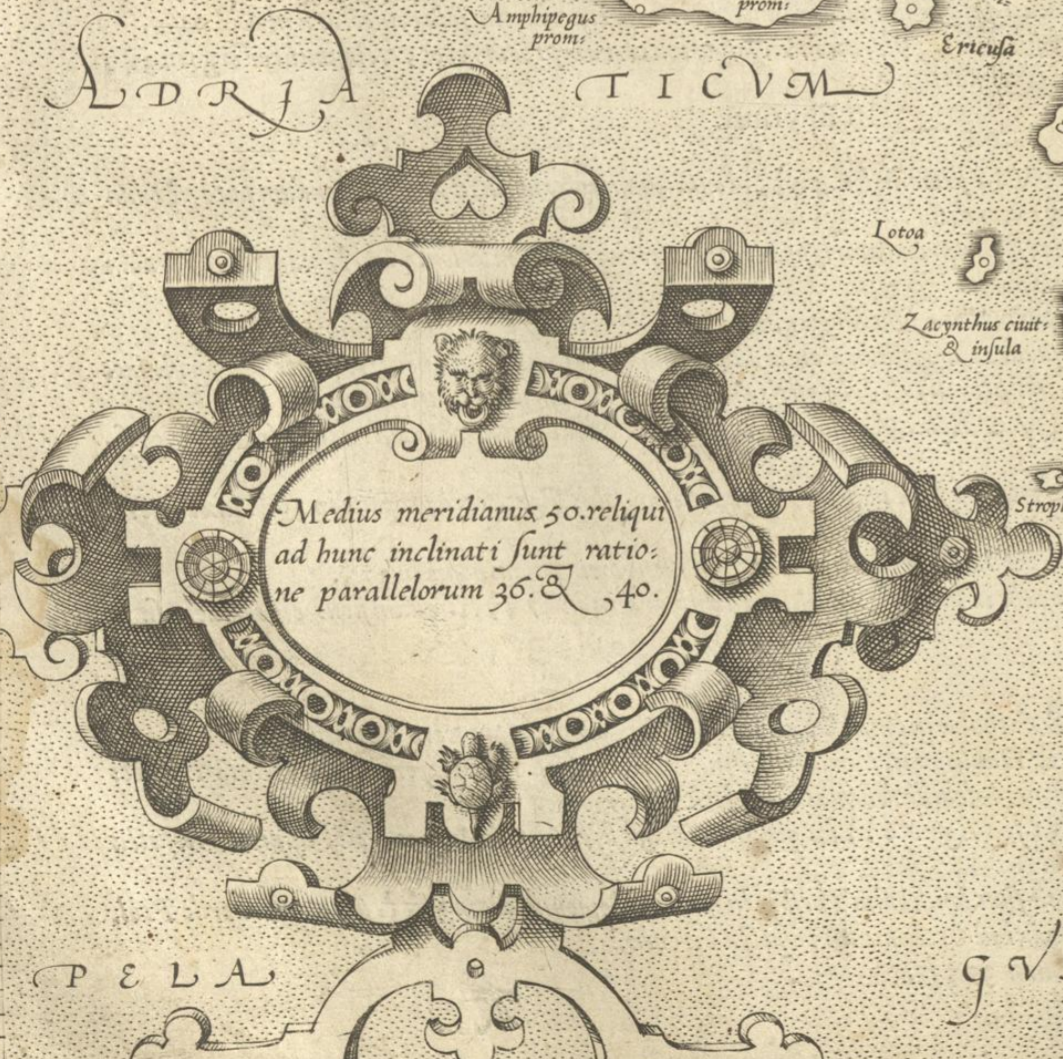 Amphipegus
prom:
prom:
Ericusa
ADRIA TICVM
Lotoa
Zacynthus ciuit:
& insula
Medius meridianus 50. reliqui
ad hunc inclinati sunt ratio:
ne parallelorum 36. & 40.
Stroph
PELA GV